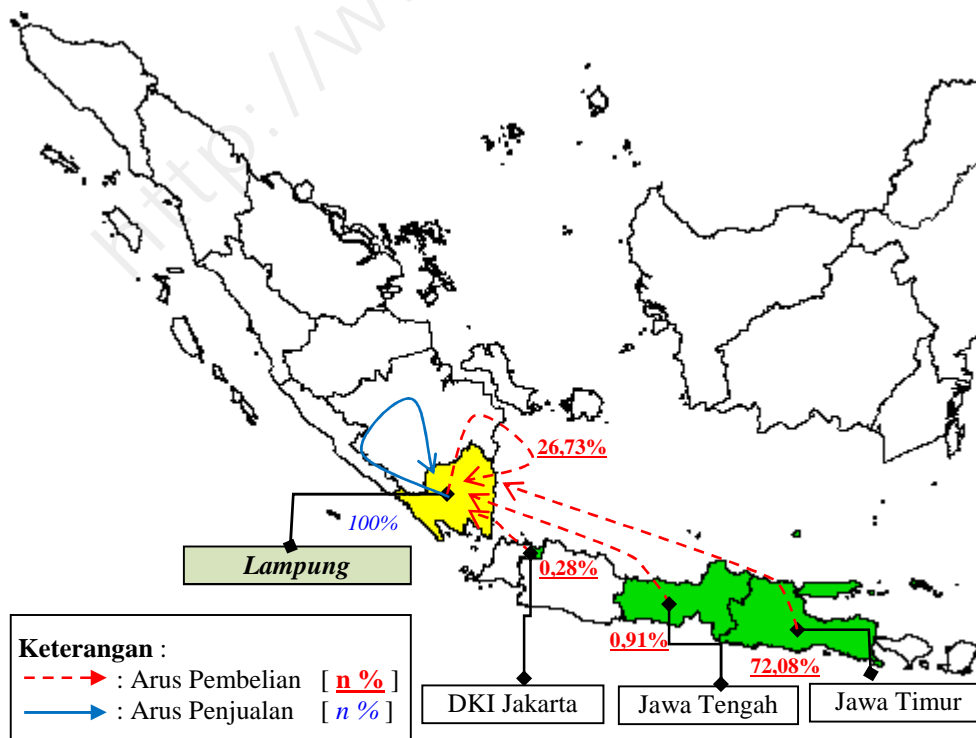 http://w
26,73%
100%
Lampung
0,28%
0,91%
72,08%
DKI Jakarta
Jawa Tengah
Jawa Timur
Keterangan :
: Arus Pembelian [ n % ]
: Arus Penjualan [ n % ]